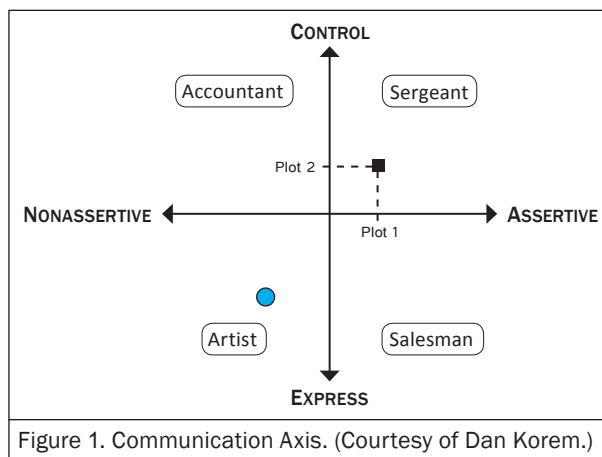 CONTROL
Accountant
Sergeant
Plot 2
NONASSERTIVE
ASSERTIVE
Plot 1
Artist
Salesman
EXPRESS
Figure 1. Communication Axis. (Courtesy of Dan Korem.)